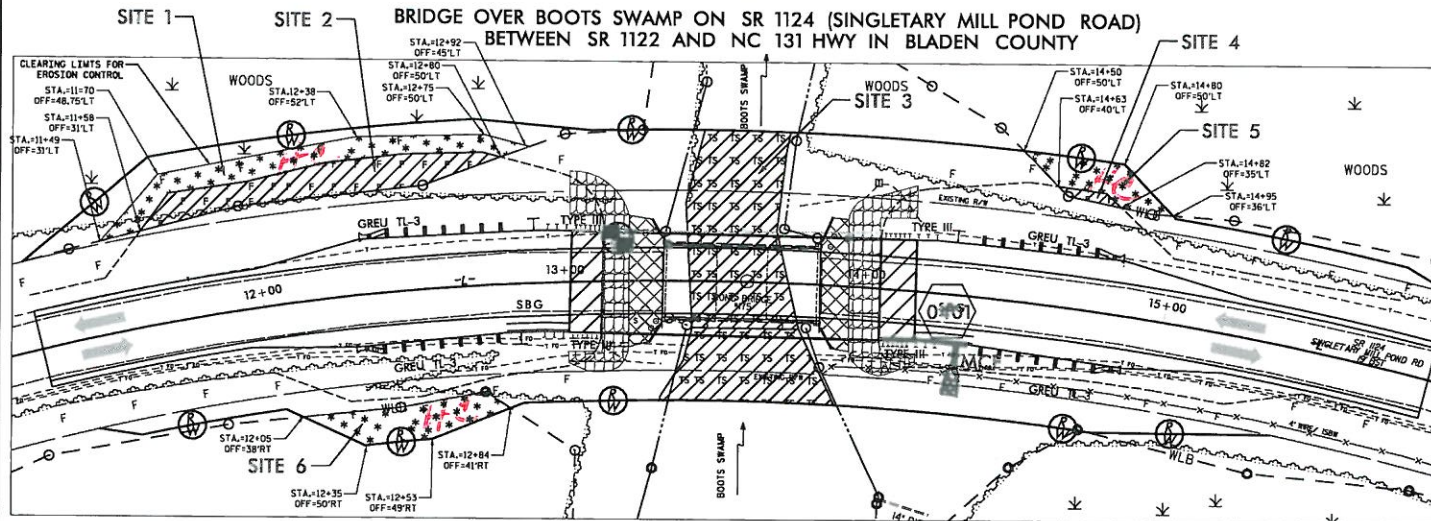 BRIDGE OVER BOOTS SWAMP ON SR 1124 (SINGLETARY MILL POND ROAD)
BETWEEN SR 1122 AND NC 131 HWY IN BLADEN COUNTY
SITE 1
SITE 2
SITE 3
SITE 4
SITE 5
SITE 6
CLEARING LIMTS FOR
EROSION CONTROL
WOODS
STA.=11=70
OFF=48.75'LT
STA.=11+58
OFF=31'LT
STA.=11+49
OFF=31'LT
STA.12+38
OFF=52'LT
STA.=12+92
OFF=45'LT
STA.=12+80
OFF=50'LT
STA.=12+75
OFF=50'LT
BOOTS SWAMP
WOODS
STA.=14+50
OFF=50'LT
STA.=14+63
OFF=40'LT
STA.=14+80
OFF=50'LT
STA.=14+82
OFF=35'LT
STA.=14+95
OFF=36'LT
WOODS
WLB
EXISTING R/W
GREU TL-3
TYPE III
TYPE III
GREU TL-3
12+00
-L-
13+00
SBG
15+00
SR 1124
SINGLETARY MILL POND RD
GREU TL-3
TYPE III
TYPE III
GREU TL-3
STA.=12+05
OFF=38'RT
STA.=12+35
OFF=50'RT
STA.=12+53
OFF=49'RT
STA.=12+84
OFF=41'RT
BOOTS SWAMP
WLB